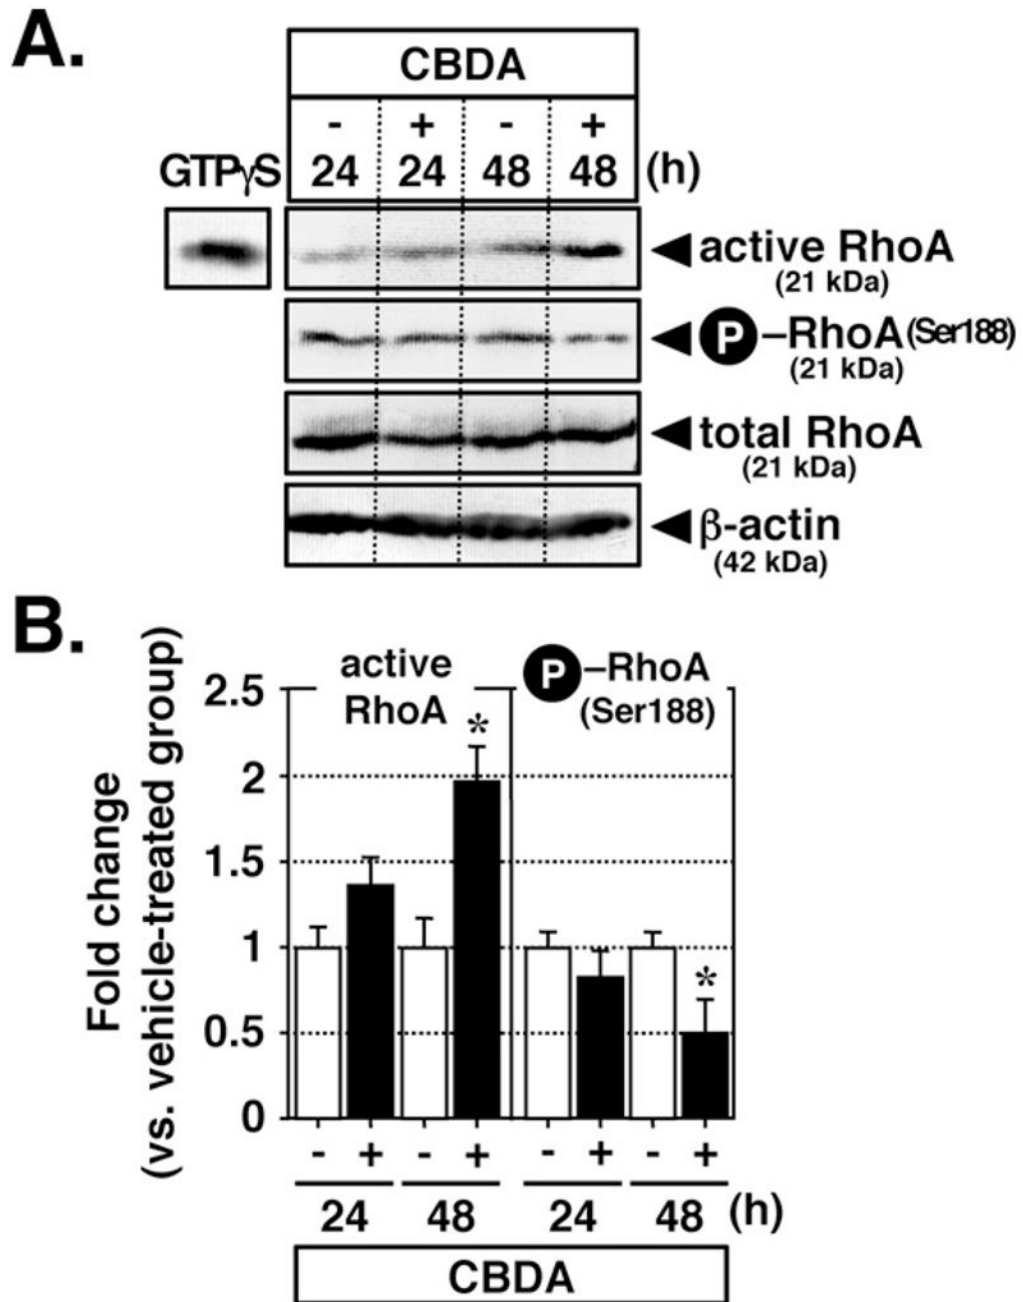 A.
CBDA
- + - +
GTPγS 24 24 48 48 (h)
active RhoA
(21 kDa)
P–RhoA(Ser188)
(21 kDa)
total RhoA
(21 kDa)
β-actin
(42 kDa)
B.
Fold change
(vs. vehicle-treated group)
active
RhoA
P–RhoA
(Ser188)
2.5
*
2
1.5
1
*
0.5
0
- + - + - + - +
24 48 24 48 (h)
CBDA